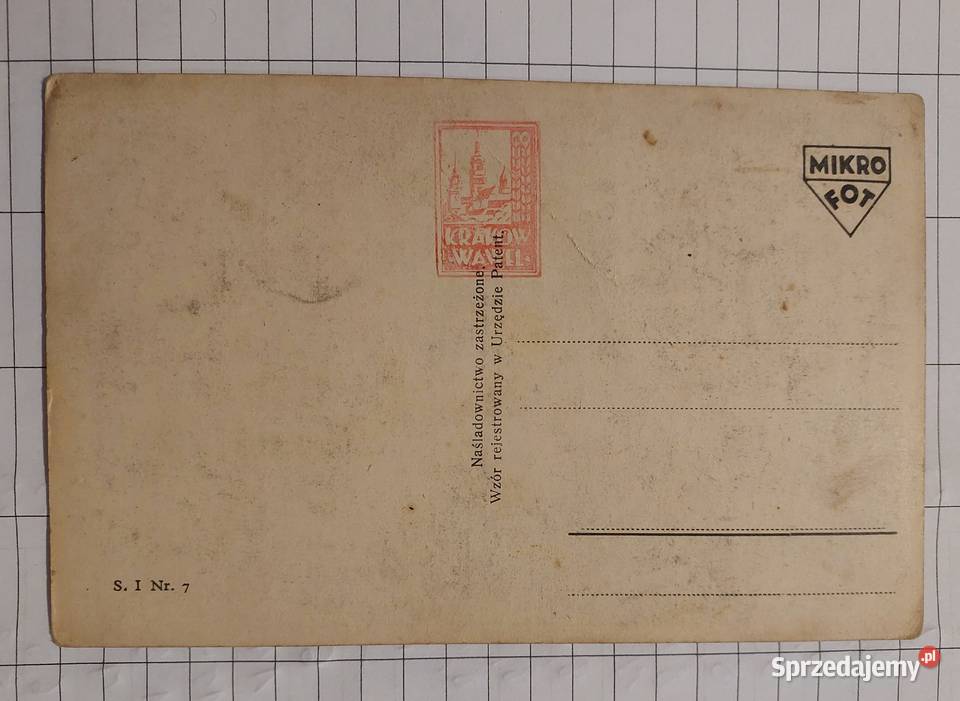 MIKRO
FOT
KRAKÓW
WAWEL
Naśladownictwo zastrzeżone.
Wzór rejestrowany w Urzędzie Patent.
S. I Nr. 7
Sprzedajemy.pl